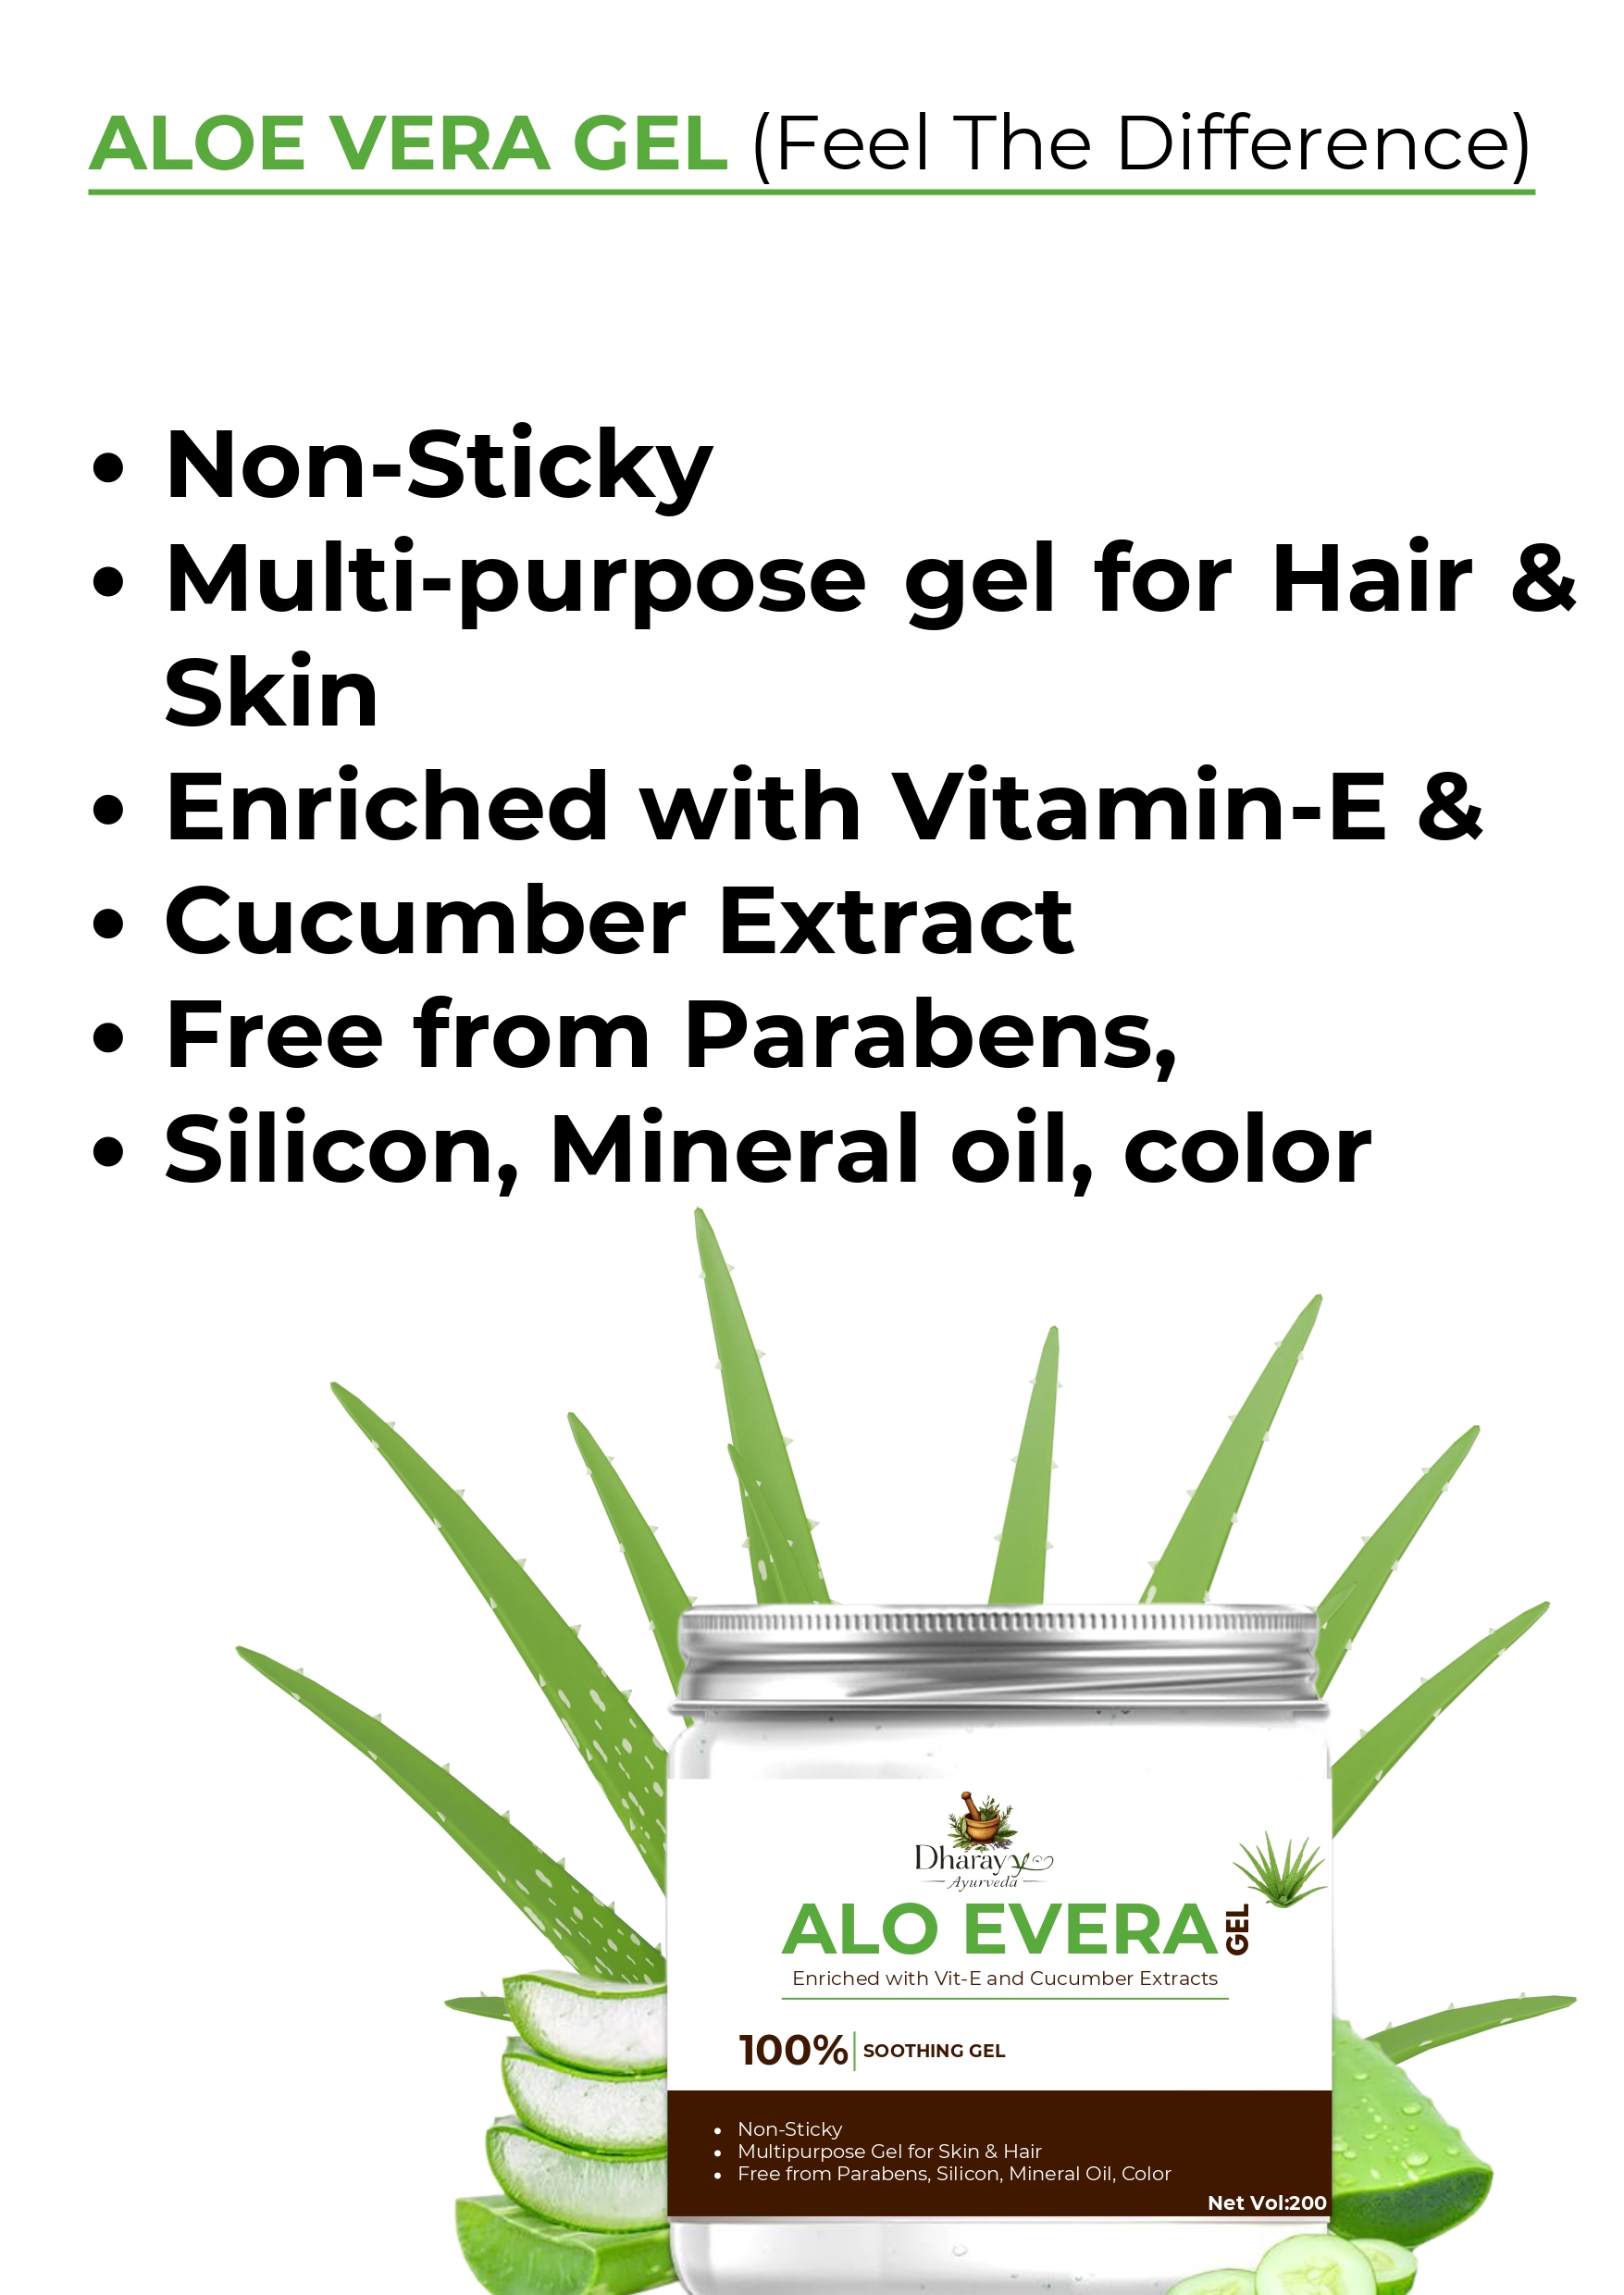 ALOE VERA GEL (Feel The Difference)
• Non-Sticky
• Multi-purpose gel for Hair &
Skin
• Enriched with Vitamin-E &
• Cucumber Extract
• Free from Parabens,
• Silicon, Mineral oil, color
Dharayy
Ayurveda
ALO EVERA GEL
Enriched with Vit-E and Cucumber Extracts
100% SOOTHING GEL
• Non-Sticky
• Multipurpose Gel for Skin & Hair
• Free from Parabens, Silicon, Mineral Oil, Color
Net Vol:200